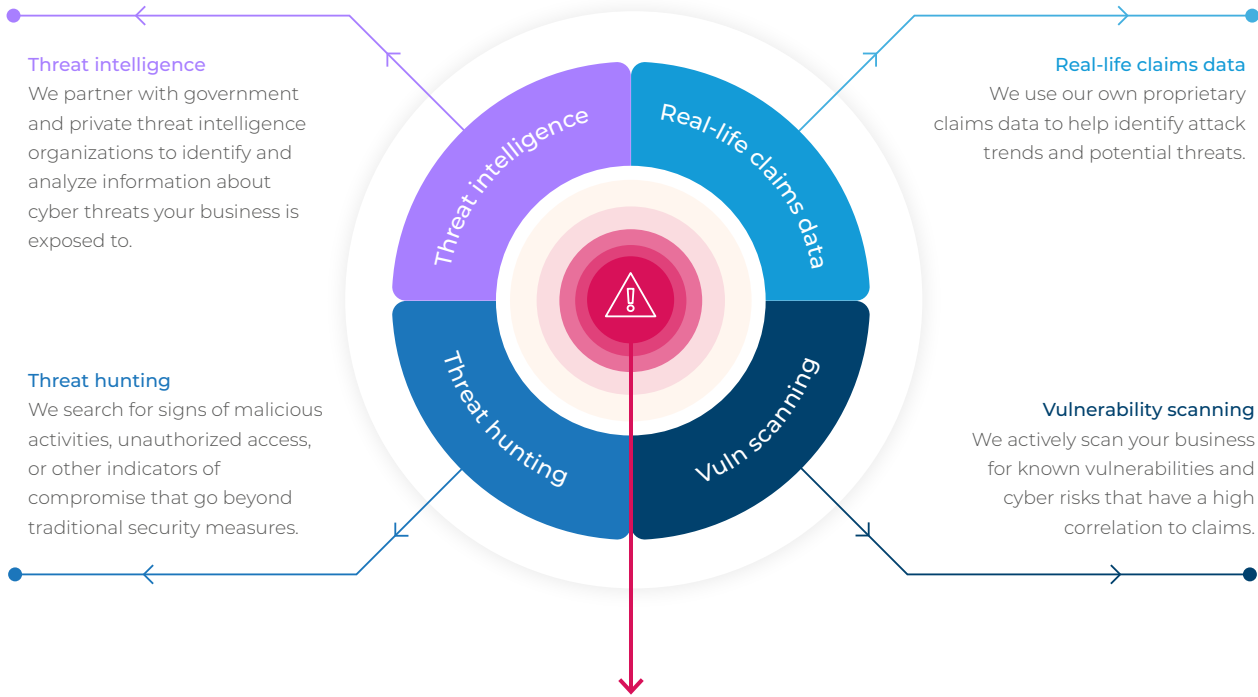 Threat intelligence
We partner with government
and private threat intelligence
organizations to identify and
analyze information about
cyber threats your business is
exposed to.
Threat intelligence
Real-life claims data
Real-life claims data
We use our own proprietary
claims data to help identify attack
trends and potential threats.
Threat hunting
We search for signs of malicious
activities, unauthorized access,
or other indicators of
compromise that go beyond
traditional security measures.
Threat hunting
Vuln scanning
Vulnerability scanning
We actively scan your business
for known vulnerabilities and
cyber risks that have a high
correlation to claims.